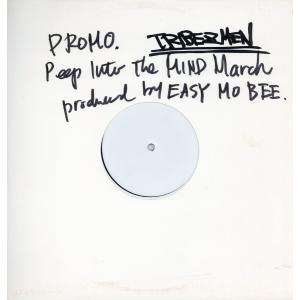 PROMO. TRIBERMEN
Peep Into The MIND March
produced by EASY MO BEE.